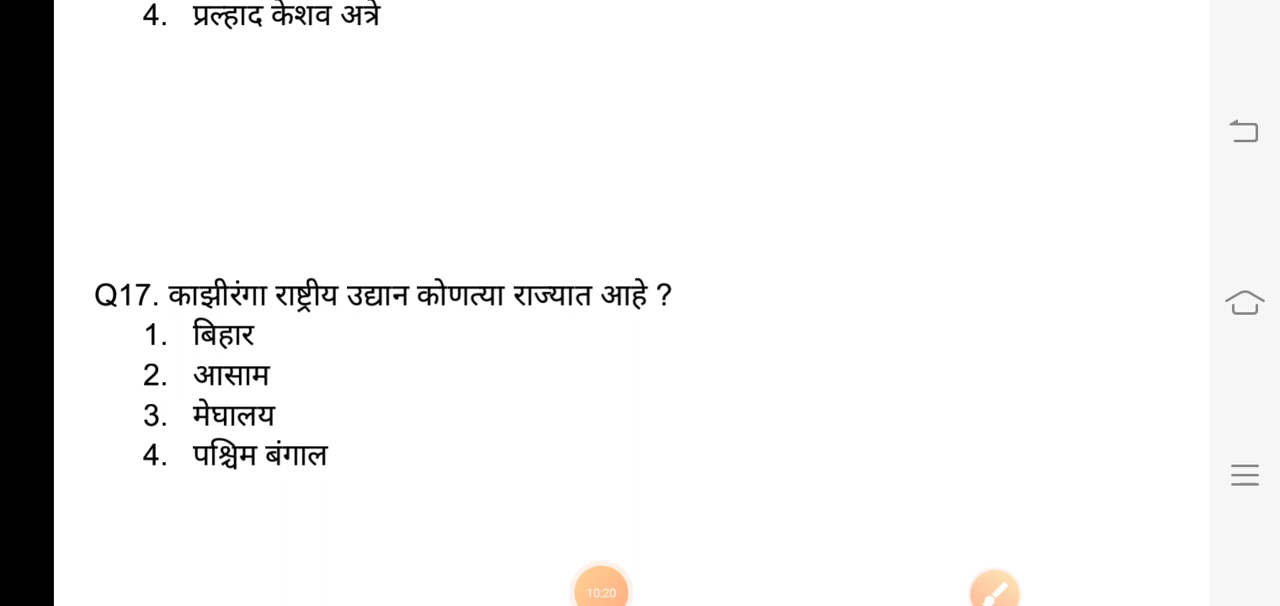 4. प्रल्हाद केशव अत्रे
Q17. काझीरंगा राष्ट्रीय उद्यान कोणत्या राज्यात आहे ?
1. बिहार
2. आसाम
3. मेघालय
4. पश्चिम बंगाल
10:20